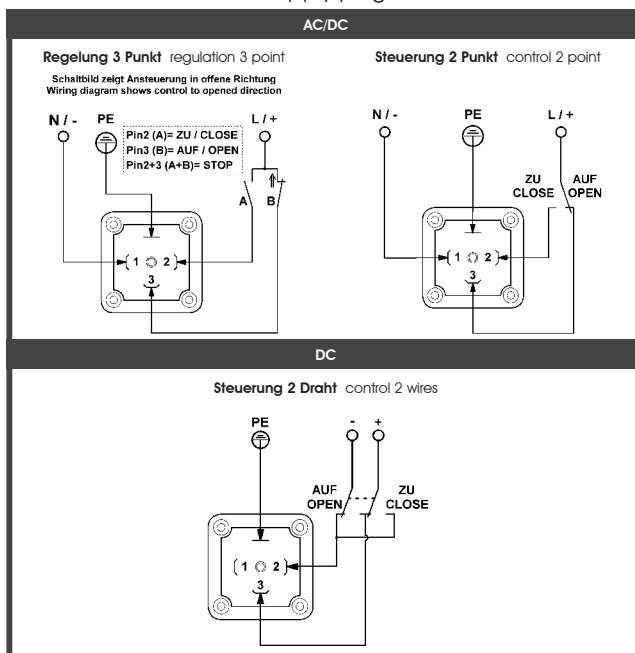 AC/DC
Regelung 3 Punkt regulation 3 point
Schaltbild zeigt Ansteuerung in offene Richtung
Wiring diagram shows control to opened direction
N / - PE L / +
Pin2 (A)= ZU / CLOSE
Pin3 (B)= AUF / OPEN
Pin2+3 (A+B)= STOP
A B
1 2
3
Steuerung 2 Punkt control 2 point
N / - PE L / +
ZU AUF
CLOSE OPEN
1 2
3
DC
Steuerung 2 Draht control 2 wires
PE - +
AUF ZU
OPEN CLOSE
1 2
3